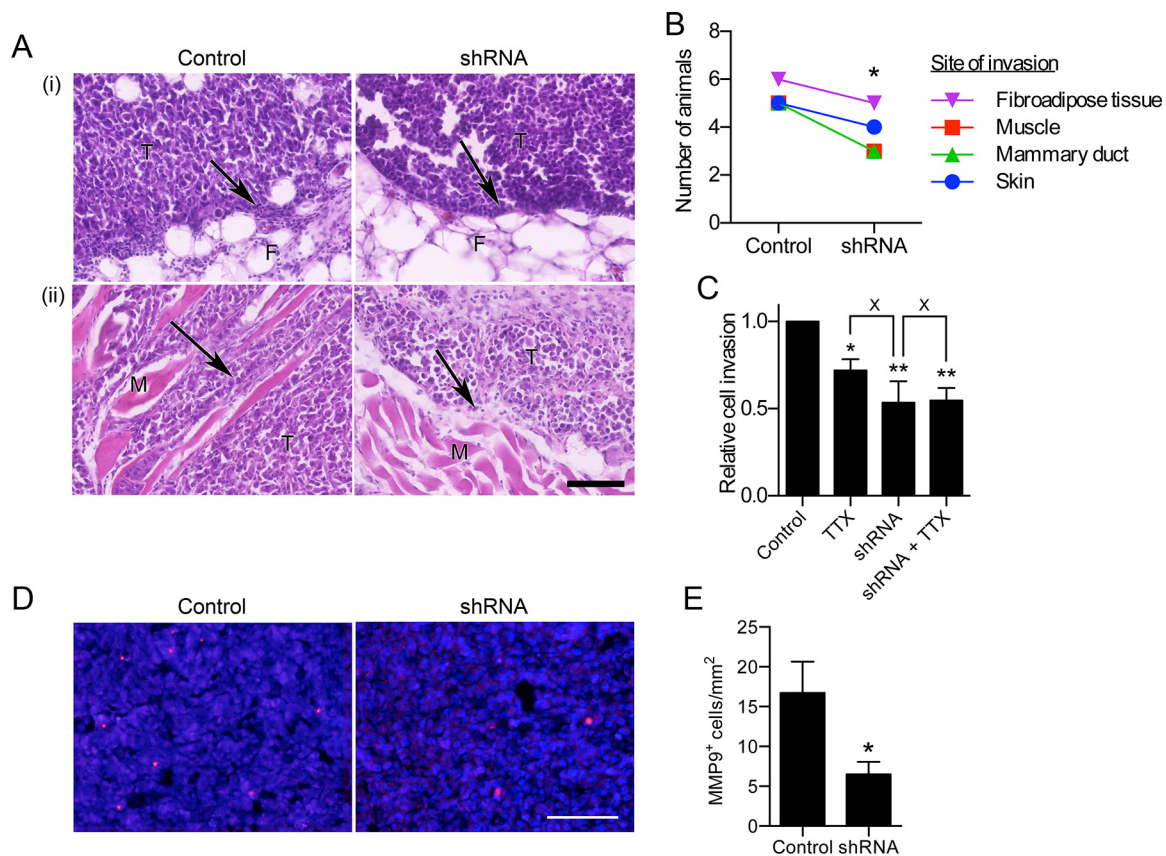 A
Control
shRNA
(i)
T
F
T
F
(ii)
M
T
T
M
B
Number of animals
8
6
4
2
0
*
Control
shRNA
Site of invasion
Fibroadipose tissue
Muscle
Mammary duct
Skin
C
Relative cell invasion
1.0
0.5
0.0
X
X
*
**
**
Control
TTX
shRNA
shRNA + TTX
D
Control
shRNA
E
MMP9⁺ cells/mm²
25
20
15
10
5
0
*
Control shRNA